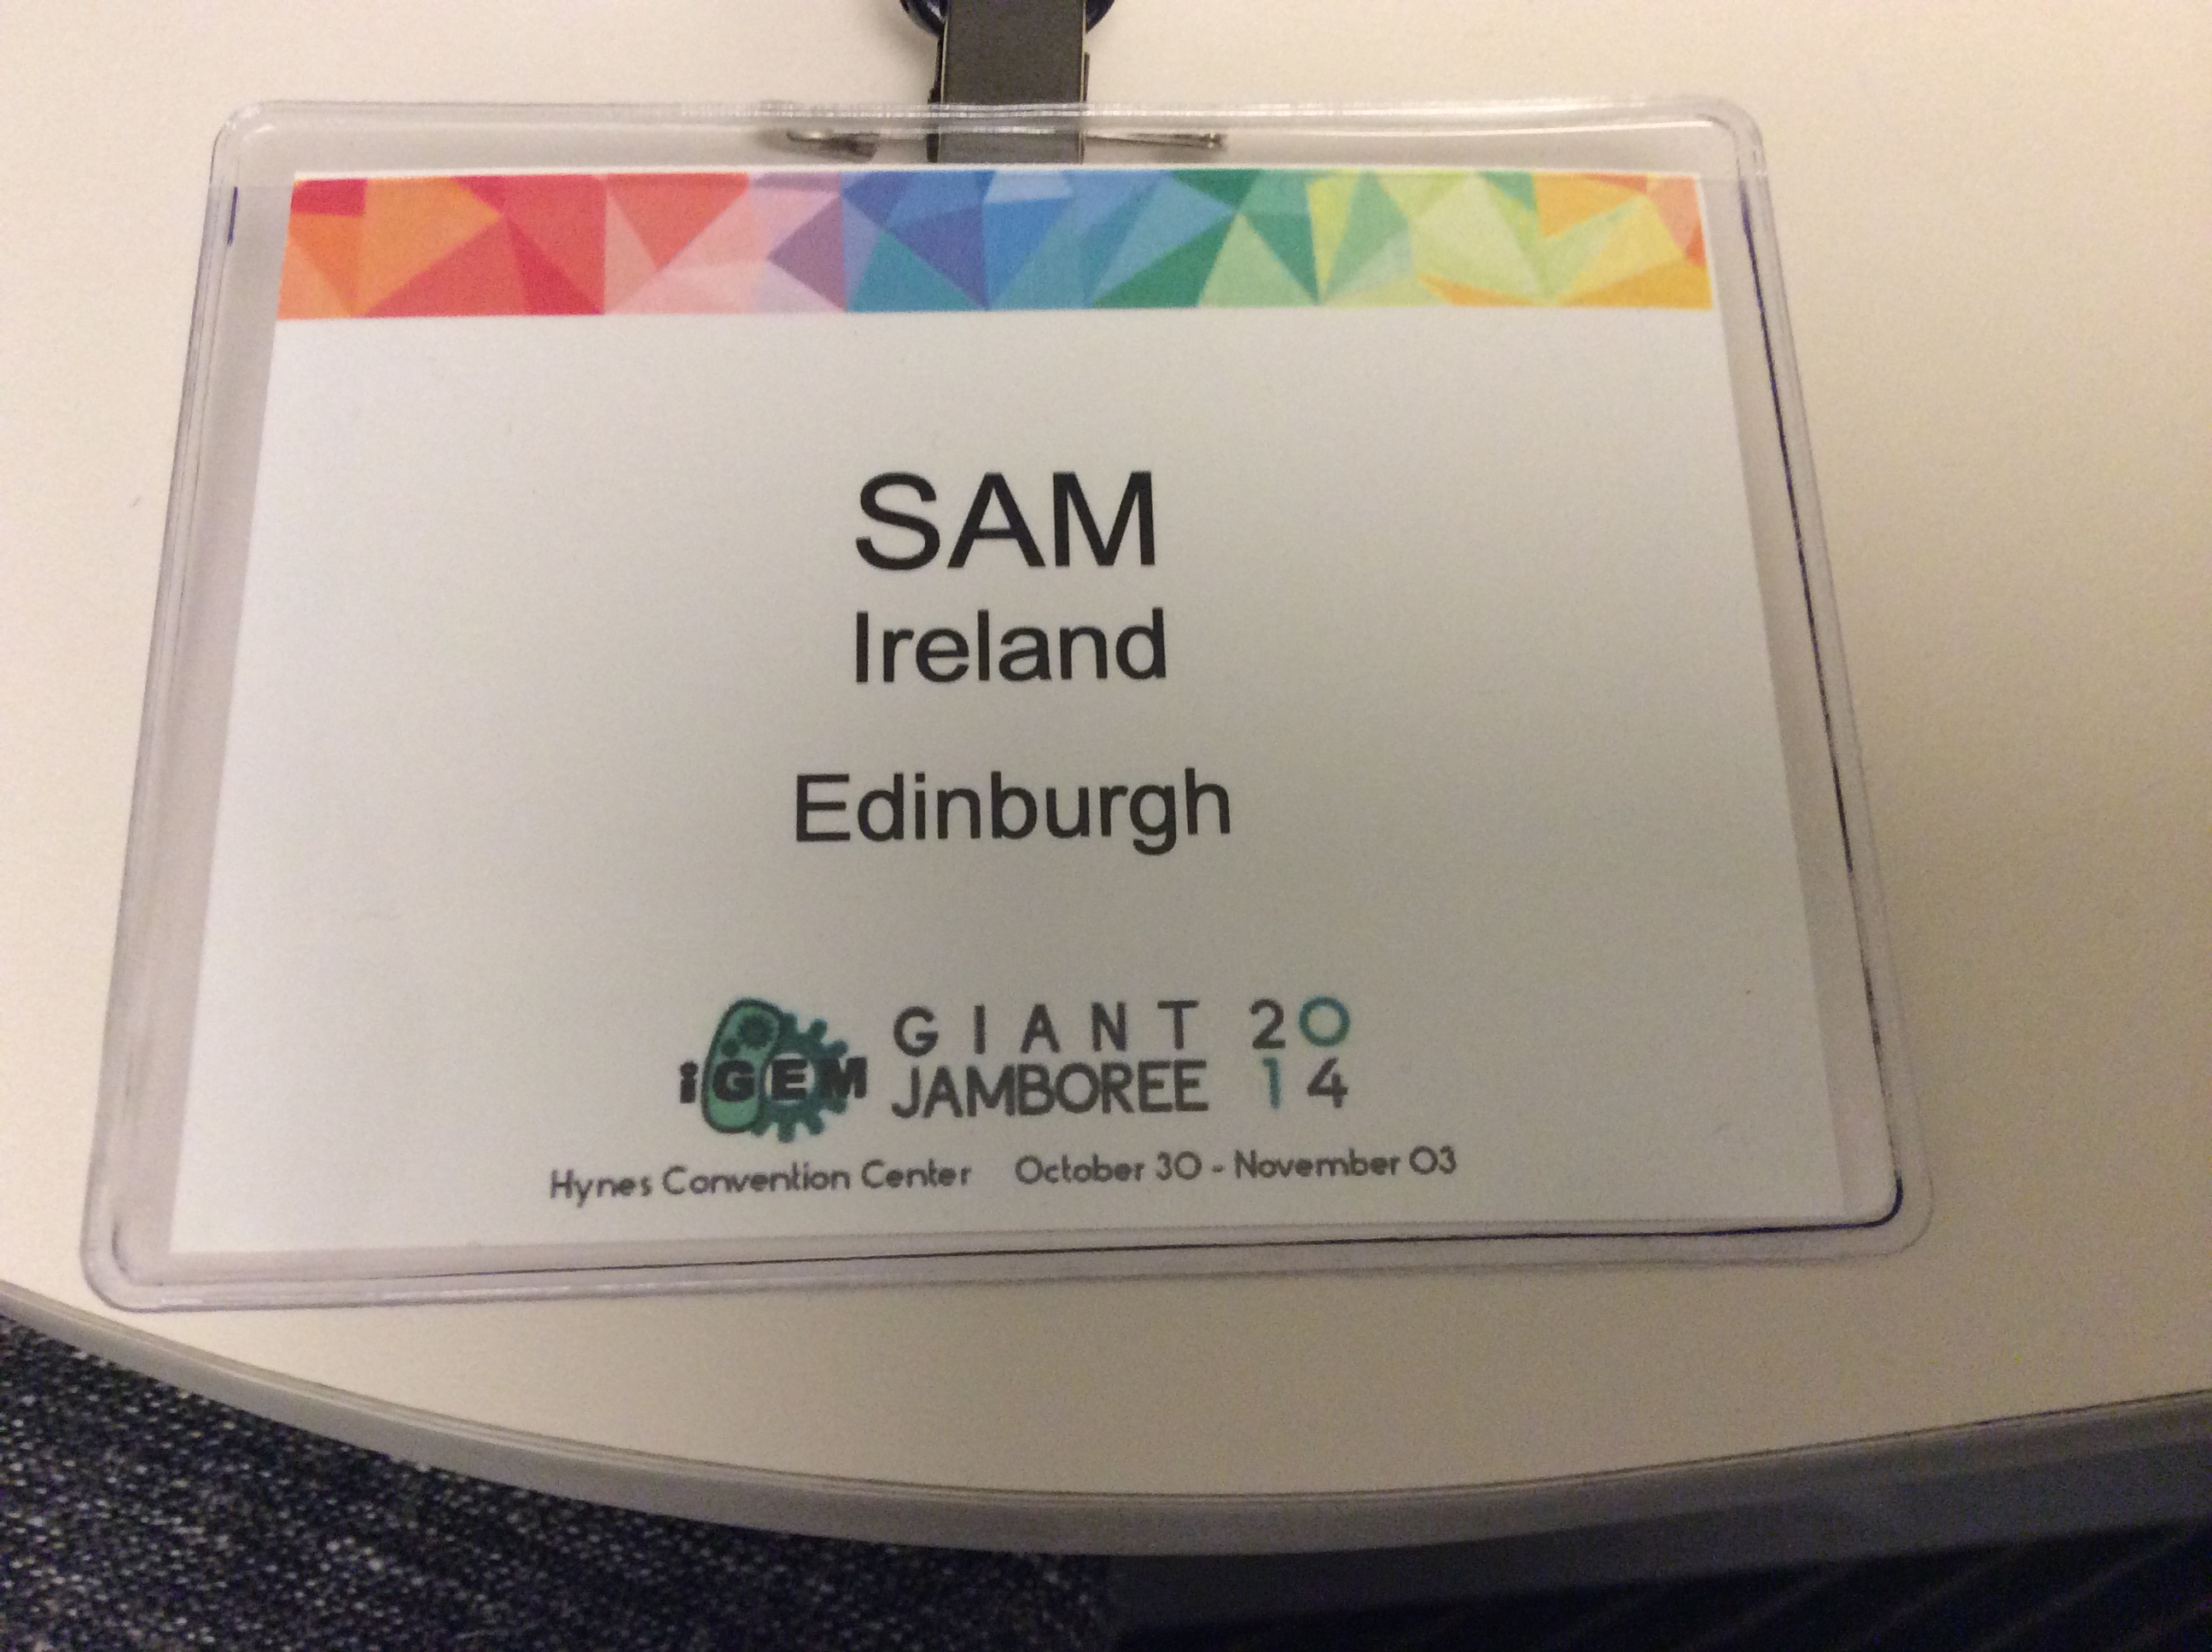 SAM
Ireland
Edinburgh
iGEM GIANT 20
JAMBOREE 14
Hynes Convention Center October 30 - November 03